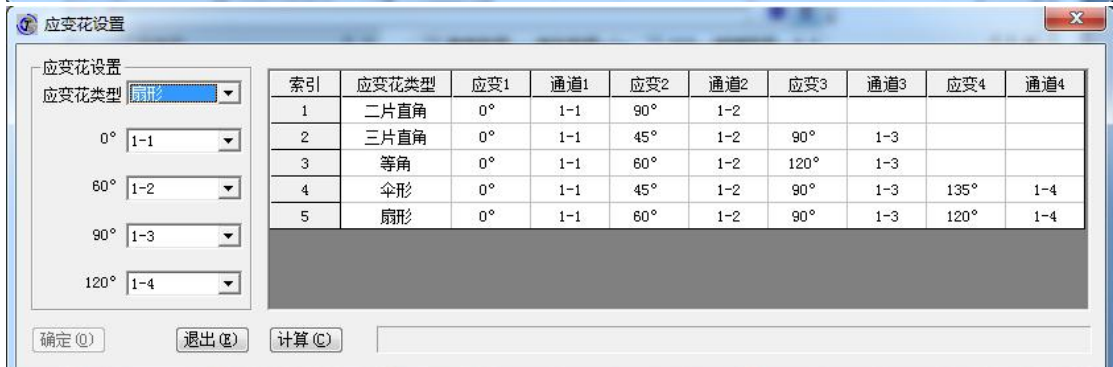 应变花设置
应变花设置
应变花类型 扇形
0° 1-1
60° 1-2
90° 1-3
120° 1-4
索引 应变花类型 应变1 通道1 应变2 通道2 应变3 通道3 应变4 通道4
1 二片直角 0° 1-1 90° 1-2
2 三片直角 0° 1-1 45° 1-2 90° 1-3
3 等角 0° 1-1 60° 1-2 120° 1-3
4 伞形 0° 1-1 45° 1-2 90° 1-3 135° 1-4
5 扇形 0° 1-1 60° 1-2 90° 1-3 120° 1-4
确定(O) 退出(E) 计算(C)